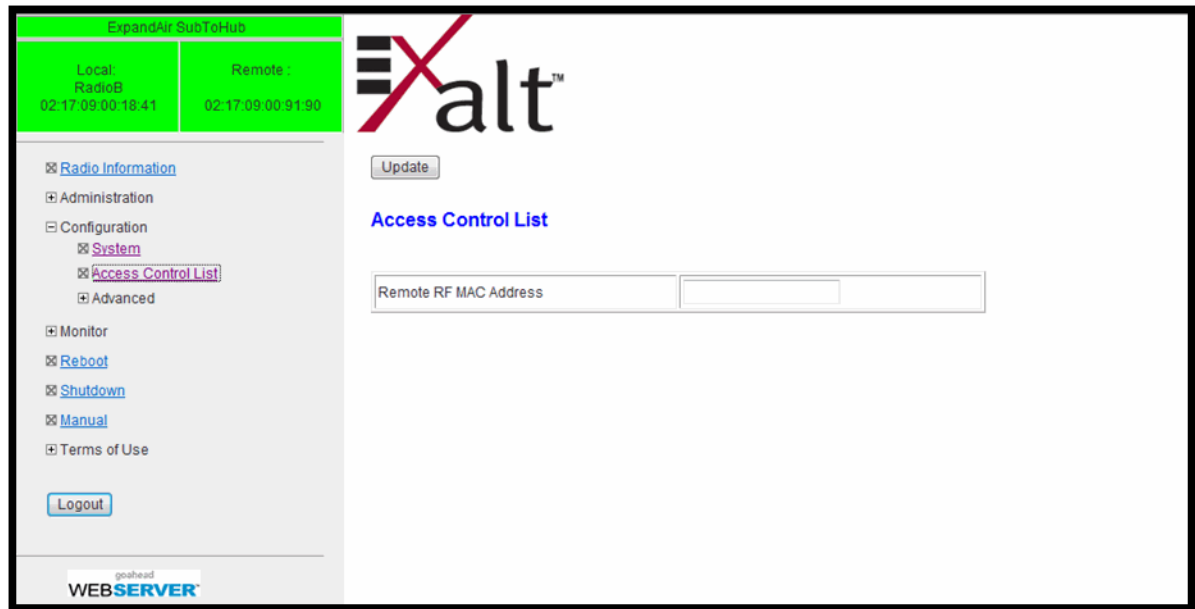 ExpandAir SubToHub
Local:
RadioB
02:17:09:00:18:41
Remote :
02:17:09:00:91:90
Radio Information
Administration
Configuration
System
Access Control List
Advanced
Monitor
Reboot
Shutdown
Manual
Terms of Use
Logout
goahead
WEBSERVER™
Exalt™
Update
Access Control List
Remote RF MAC Address